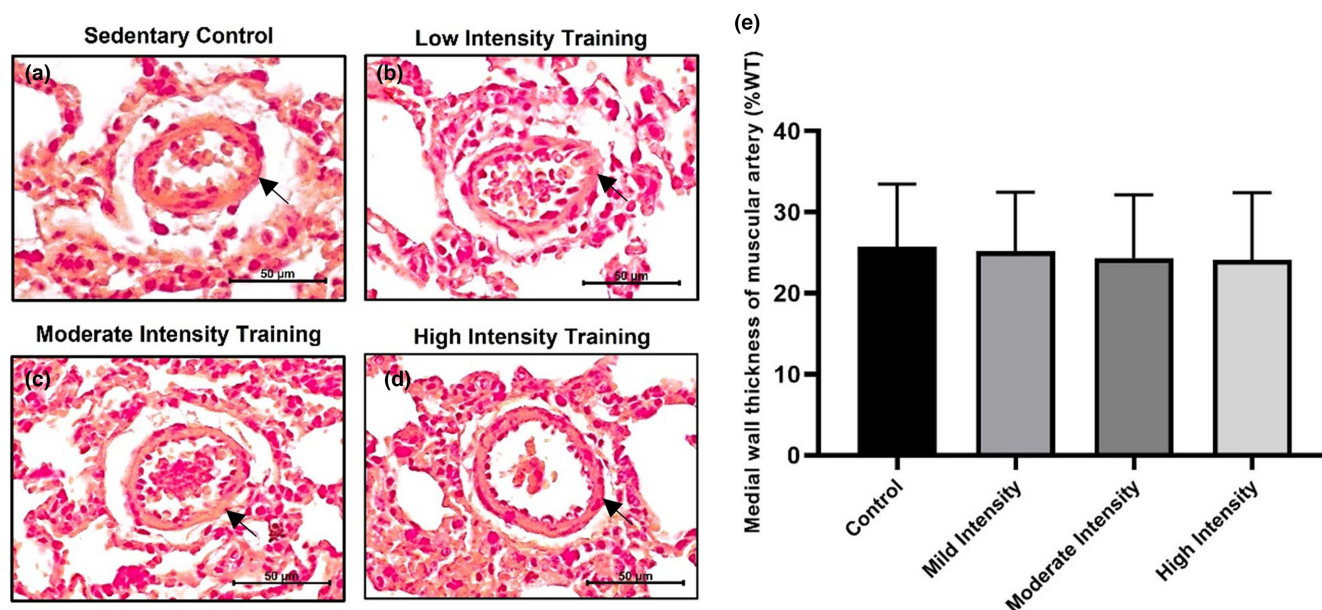 Sedentary Control
(a)
50 µm
Low Intensity Training
(b)
50 µm
Moderate Intensity Training
(c)
50 µm
High Intensity Training
(d)
50 µm
(e)
Medial wall thickness of muscular artery (%WT)
40
30
20
10
0
Control
Mild Intensity
Moderate Intensity
High Intensity